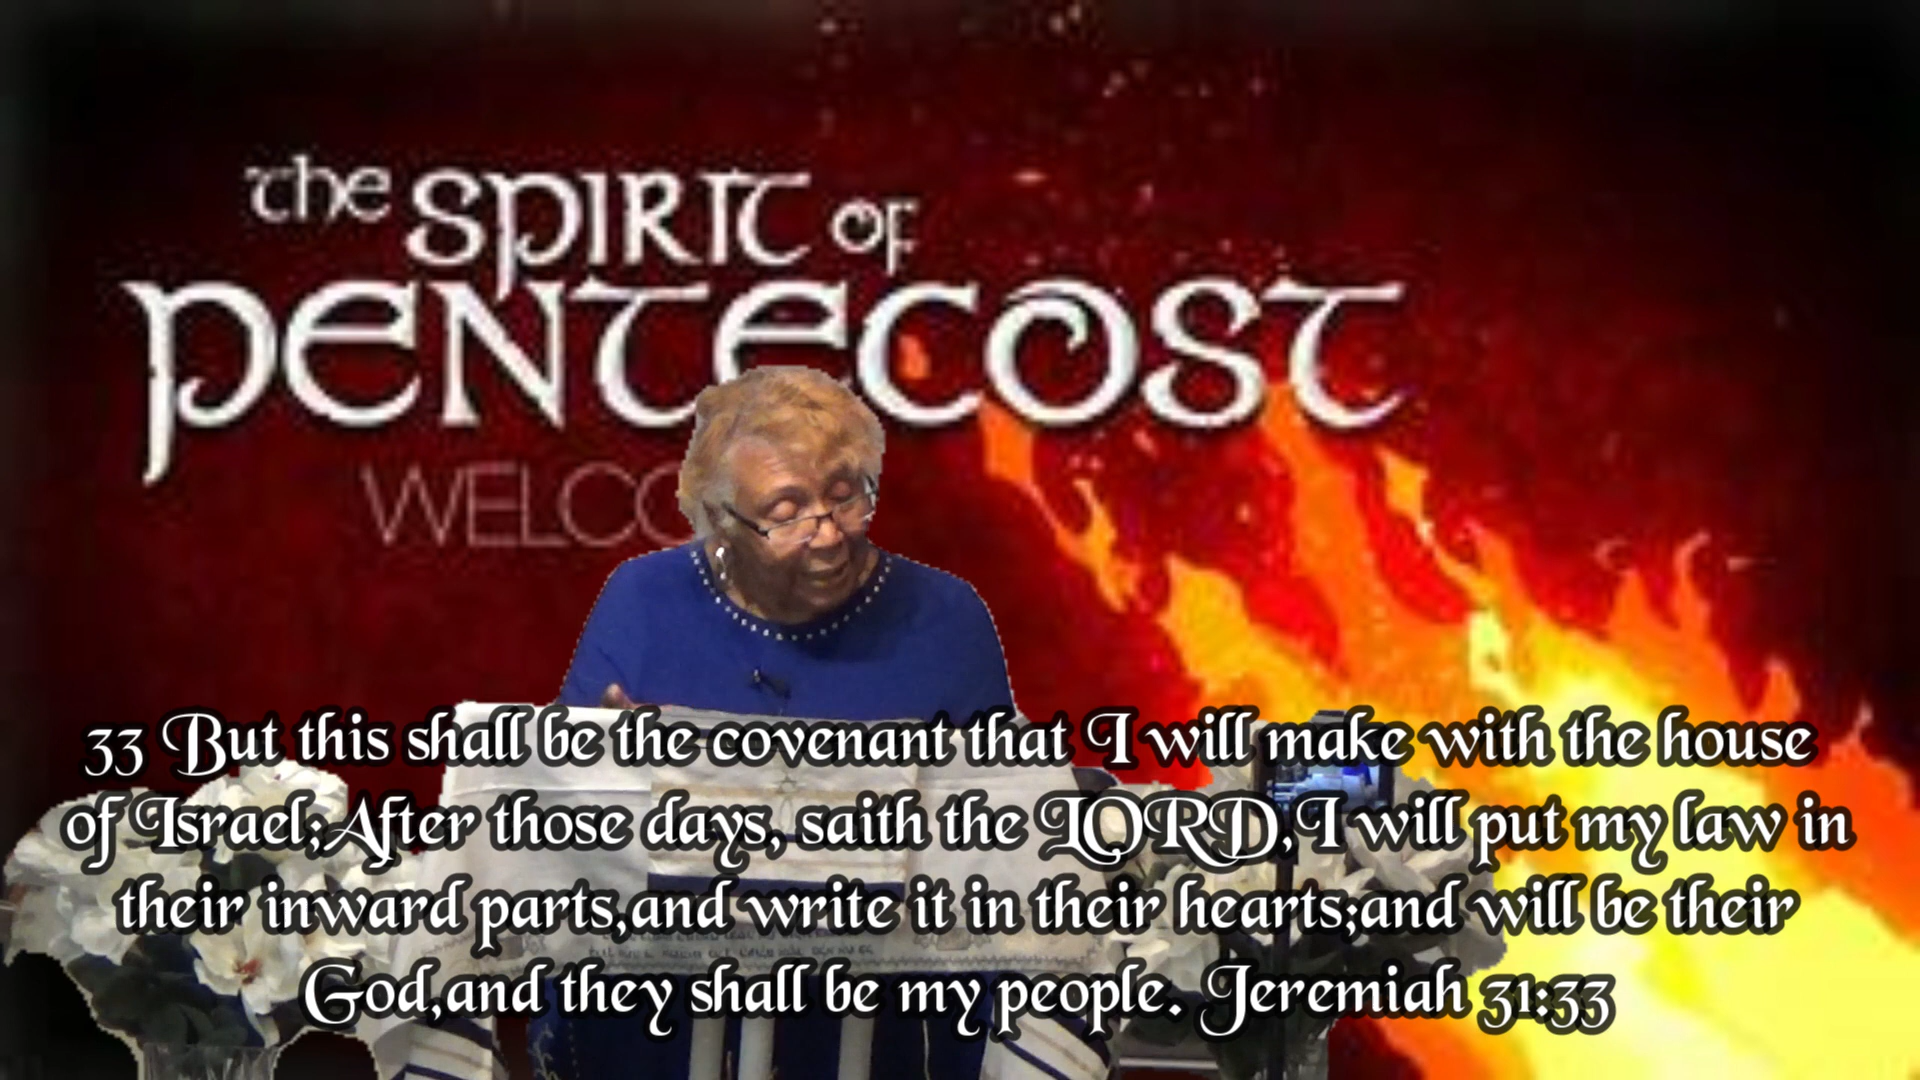 the SPIRIT OF
PENTECOST
WELCO
33 But this shall be the covenant that I will make with the house
of Israel;After those days, saith the LORD,I will put my law in
their inward parts,and write it in their hearts;and will be their
God,and they shall be my people. Jeremiah 31:33